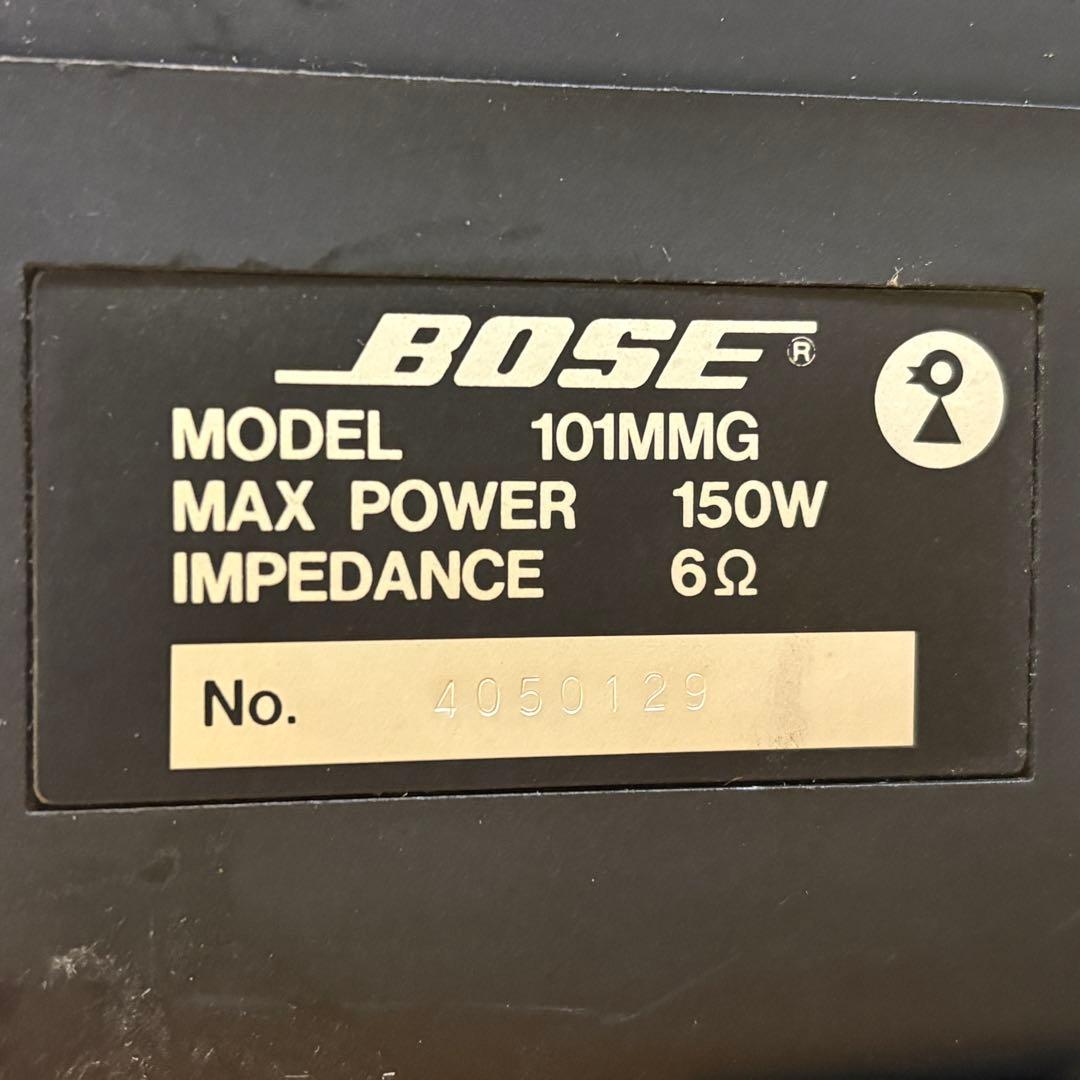 BOSE®
MODEL 101MMG
MAX POWER 150W
IMPEDANCE 6Ω
No. 4050129